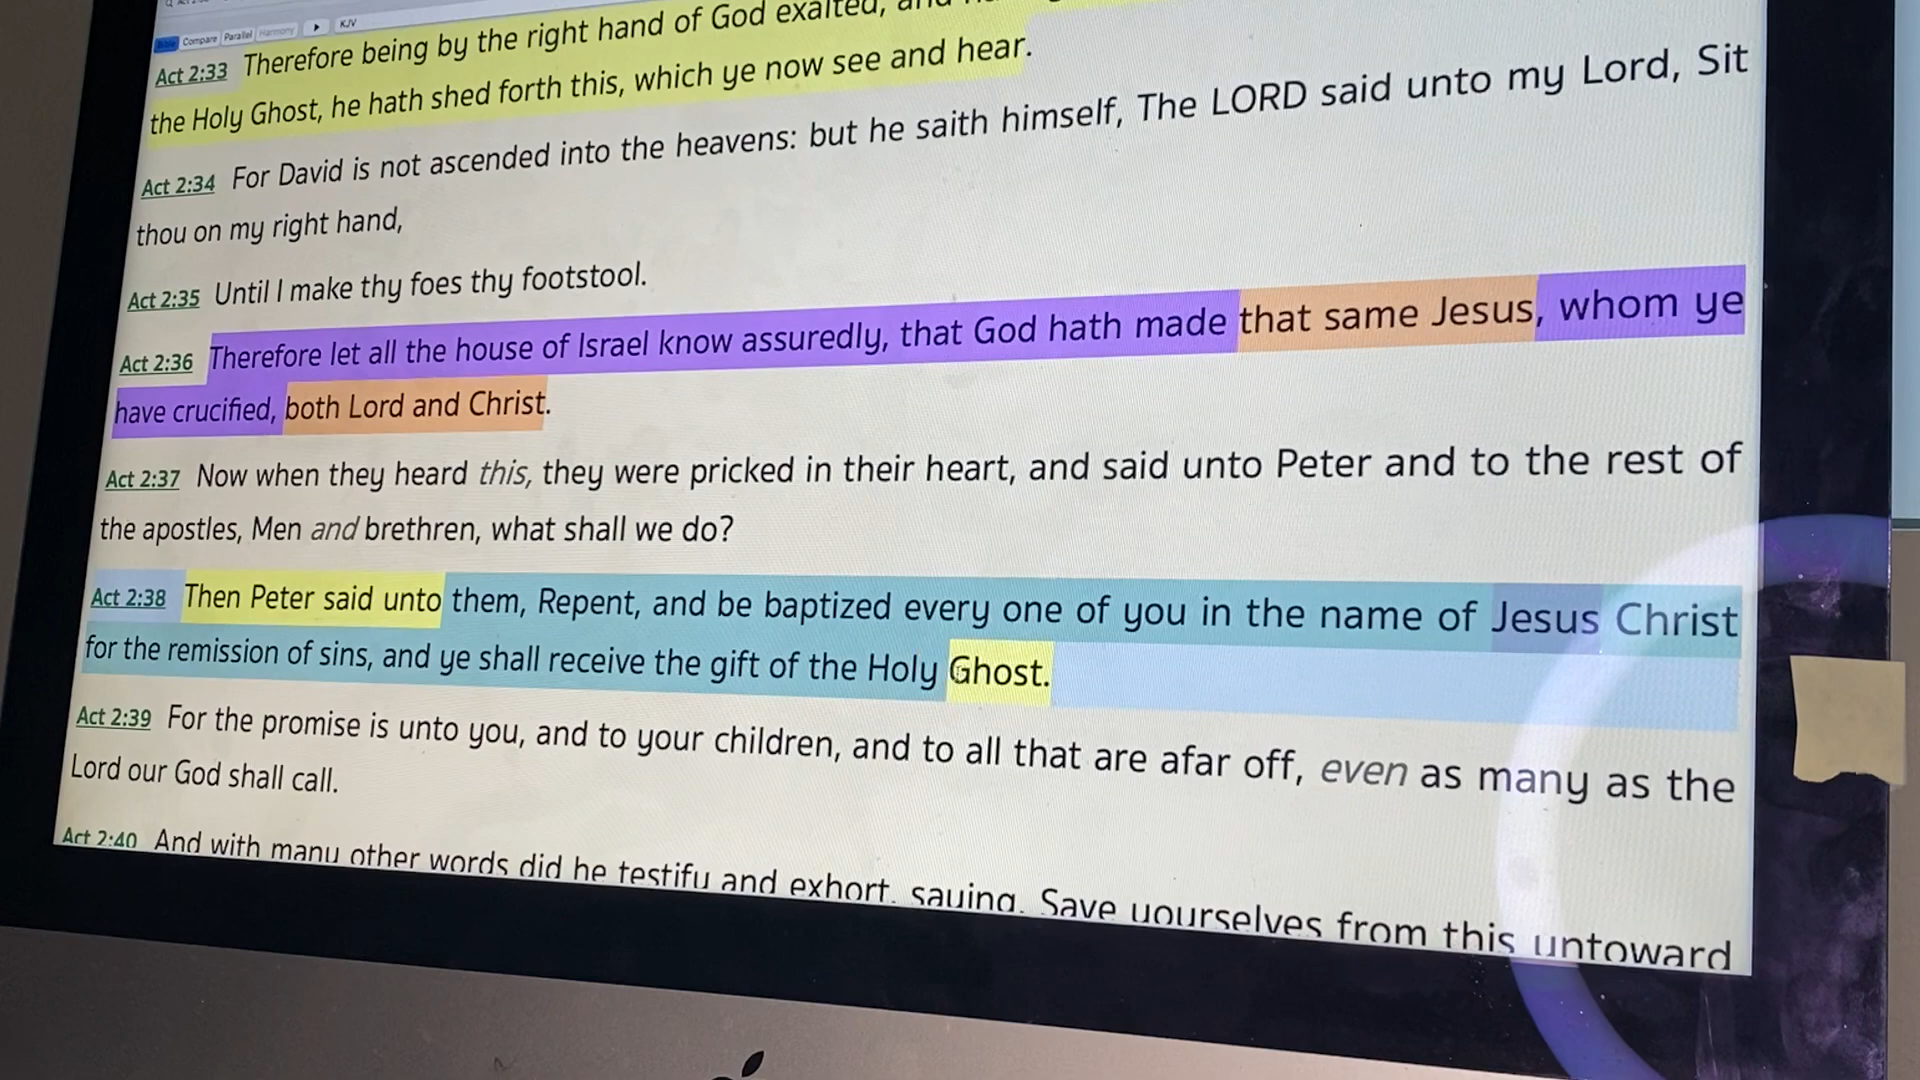 Compare Parallel Harmony KJV
Act 2:33 Therefore being by the right hand of God exalted,
the Holy Ghost, he hath shed forth this, which ye now see and hear.
Act 2:34 For David is not ascended into the heavens: but he saith himself, The LORD said unto my Lord, Sit
thou on my right hand,
Act 2:35 Until I make thy foes thy footstool.
Act 2:36 Therefore let all the house of Israel know assuredly, that God hath made that same Jesus, whom ye
have crucified, both Lord and Christ.
Act 2:37 Now when they heard this, they were pricked in their heart, and said unto Peter and to the rest of
the apostles, Men and brethren, what shall we do?
Act 2:38 Then Peter said unto them, Repent, and be baptized every one of you in the name of Jesus Christ
for the remission of sins, and ye shall receive the gift of the Holy Ghost.
Act 2:39 For the promise is unto you, and to your children, and to all that are afar off, even as many as the
Lord our God shall call.
Act 2:40 And with many other words did he testify and exhort, saying, Save yourselves from this untoward